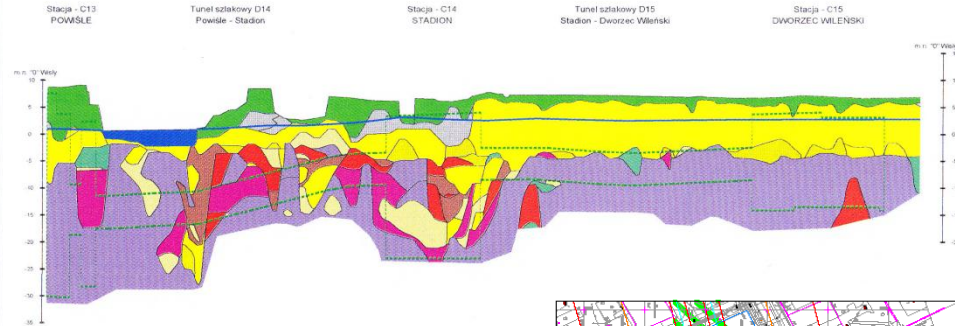 Stacja - C13
POWIŚLE
Tunel szlakowy D14
Powiśle - Stadion
Stacja - C14
STADION
Tunel szlakowy D15
Stadion - Dworzec Wileński
Stacja - C15
DWORZEC WILEŃSKI
m n. "0" Wisły
10
5
0
-5
-10
-15
-20
-25
-30
-35
m n. "0" Wisły